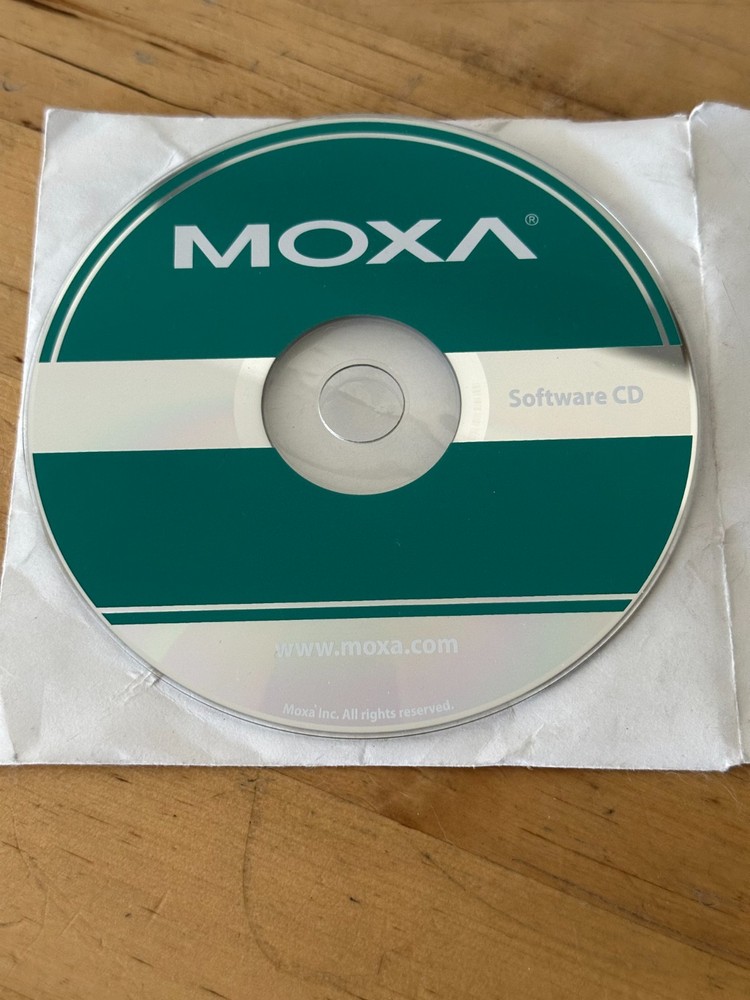 MOXA®
Software CD
www.moxa.com
Moxa Inc. All rights reserved.